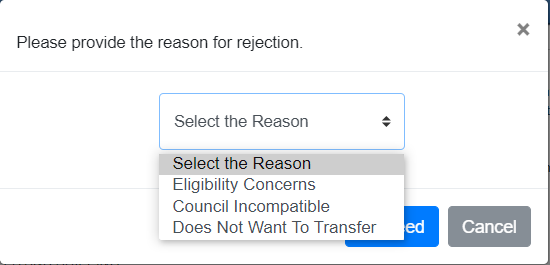 Please provide the reason for rejection.
×
Select the Reason
Select the Reason
Eligibility Concerns
Council Incompatible
Does Not Want To Transfer
Cancel